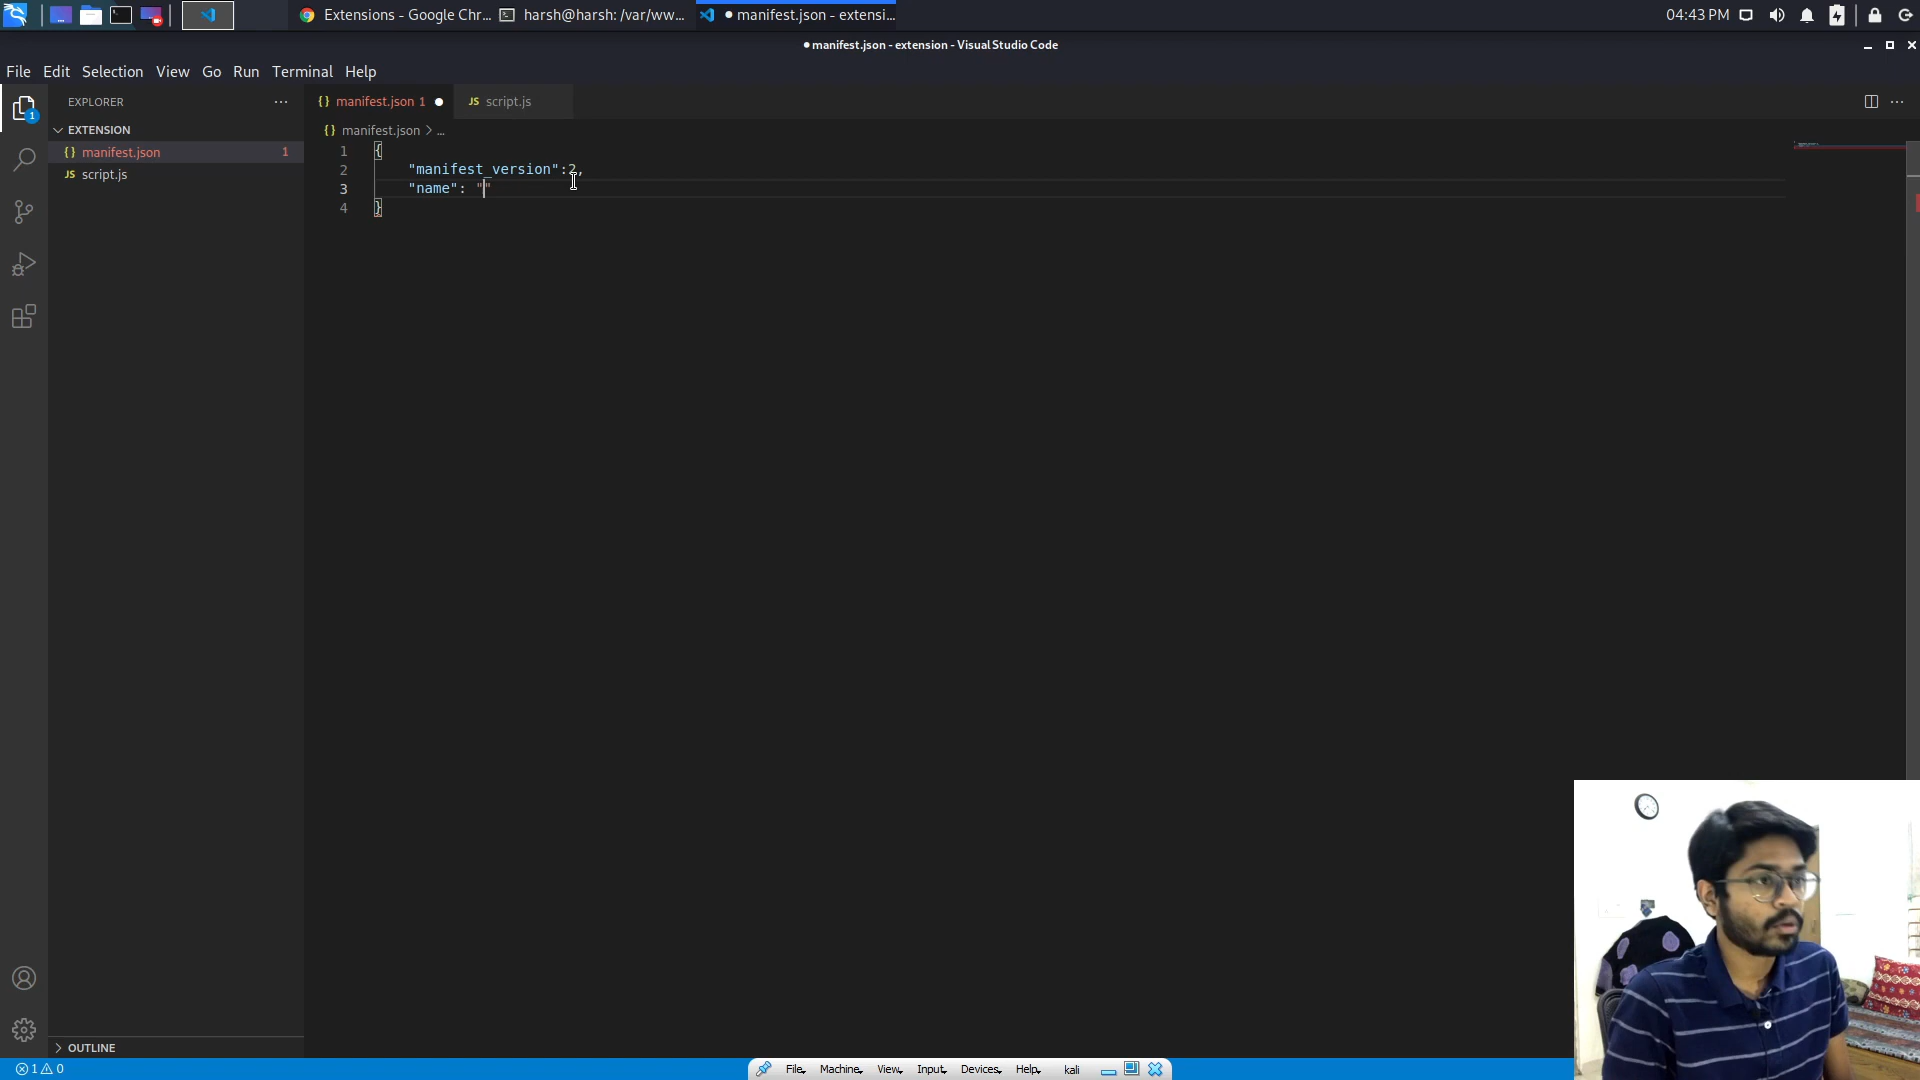 Extensions - Google Chr...
harsh@harsh: /var/ww...
● manifest.json - extensi...
04:43 PM
● manifest.json - extension - Visual Studio Code
File Edit Selection View Go Run Terminal Help
EXPLORER
EXTENSION
{} manifest.json 1
JS script.js
1
{} manifest.json 1 ●
JS script.js
{} manifest.json > ...
1 {
2 "manifest_version":2,
3 "name": ""
4 }
OUTLINE
1 0
File Machine View Input Devices Help kali